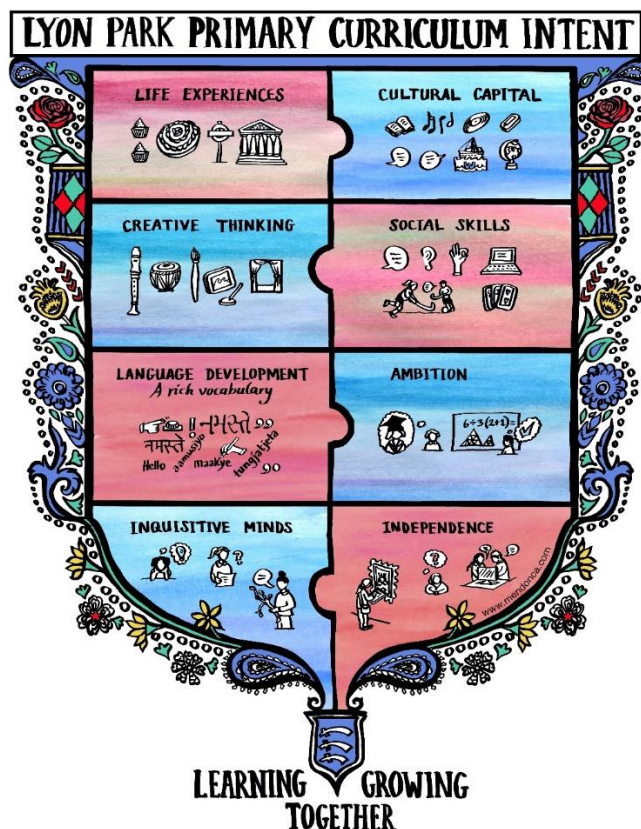 LYON PARK PRIMARY CURRICULUM INTENT
LIFE EXPERIENCES
CULTURAL CAPITAL
CREATIVE THINKING
SOCIAL SKILLS
LANGUAGE DEVELOPMENT
A rich vocabulary
! नमस्ते ,,
नमस्ते
Hello aamusiyo maakye tungjatjeta
AMBITION
6÷3(2+1)=
INQUISITIVE MINDS
?
?
INDEPENDENCE
?
?
www.mendonca.com
LEARNING GROWING
TOGETHER